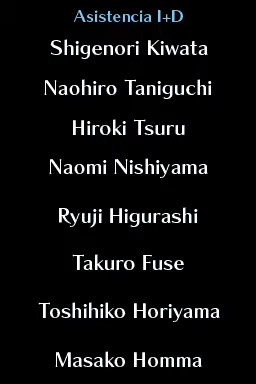 Asistencia I+D
Shigenori Kiwata
Naohiro Taniguchi
Hiroki Tsuru
Naomi Nishiyama
Ryuji Higurashi
Takuro Fuse
Toshihiko Horiyama
Masako Homma